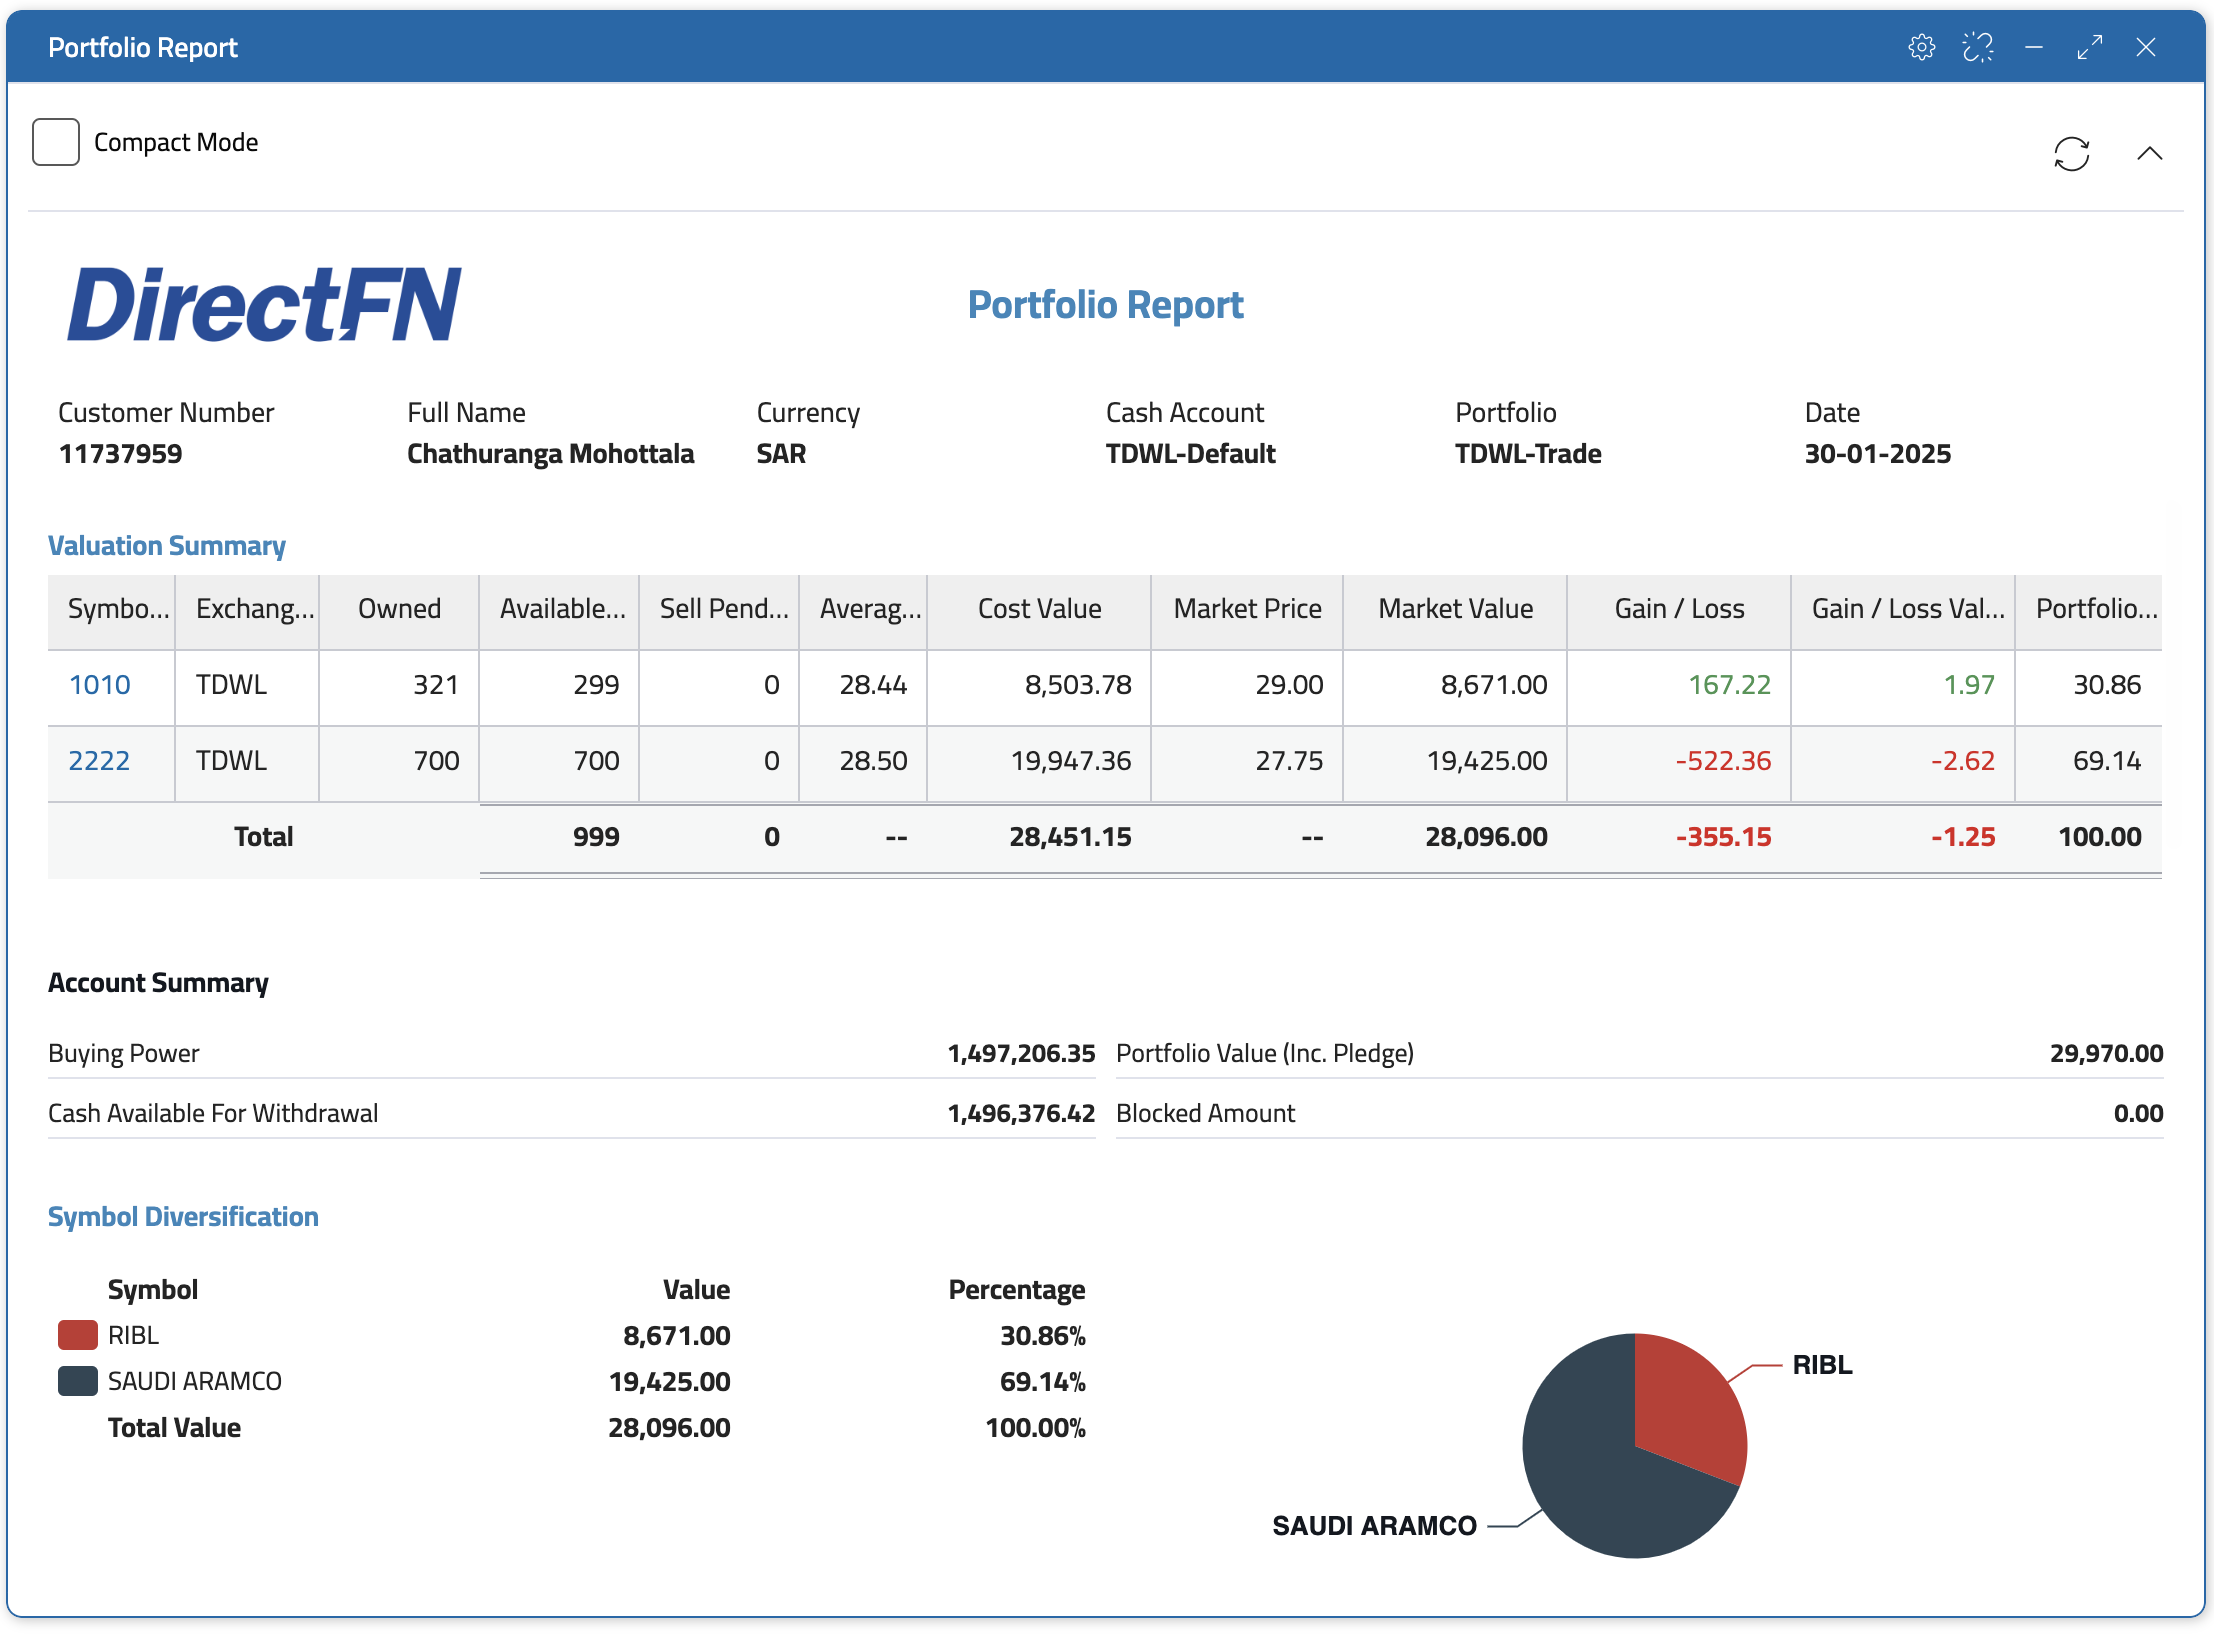 Portfolio Report
Compact Mode
DirectFN
Portfolio Report
Customer Number Full Name Currency Cash Account Portfolio Date
11737959 Chathuranga Mohottala SAR TDWL-Default TDWL-Trade 30-01-2025
Valuation Summary
Symbo... Exchang... Owned Available... Sell Pend... Averag... Cost Value Market Price Market Value Gain / Loss Gain / Loss Val... Portfolio...
1010 TDWL 321 299 0 28.44 8,503.78 29.00 8,671.00 167.22 1.97 30.86
2222 TDWL 700 700 0 28.50 19,947.36 27.75 19,425.00 -522.36 -2.62 69.14
Total 999 0 -- 28,451.15 -- 28,096.00 -355.15 -1.25 100.00
Account Summary
Buying Power 1,497,206.35 Portfolio Value (Inc. Pledge) 29,970.00
Cash Available For Withdrawal 1,496,376.42 Blocked Amount 0.00
Symbol Diversification
Symbol Value Percentage
RIBL 8,671.00 30.86%
SAUDI ARAMCO 19,425.00 69.14%
Total Value 28,096.00 100.00%
RIBL
SAUDI ARAMCO